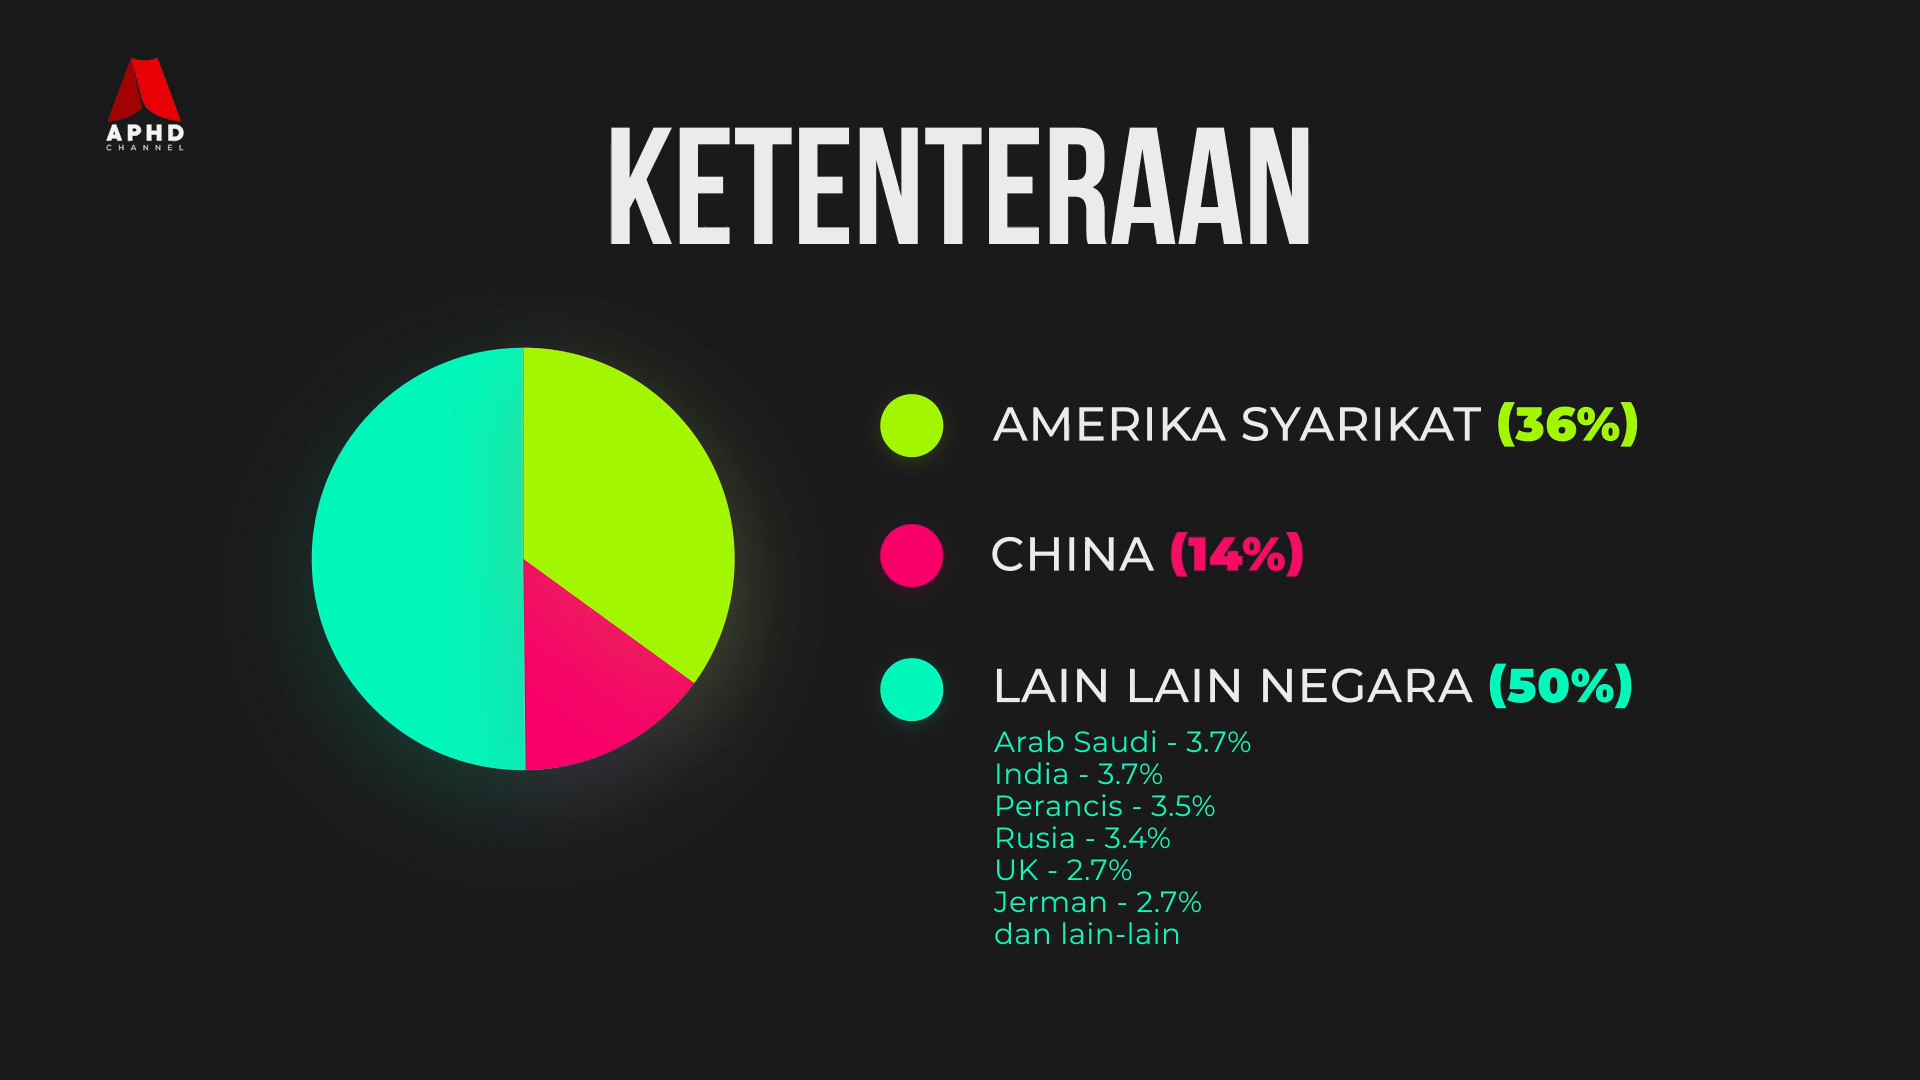 APHD
CHANNEL
KETENTERAAN
AMERIKA SYARIKAT (36%)
CHINA (14%)
LAIN LAIN NEGARA (50%)
Arab Saudi - 3.7%
India - 3.7%
Perancis - 3.5%
Rusia - 3.4%
UK - 2.7%
Jerman - 2.7%
dan lain-lain